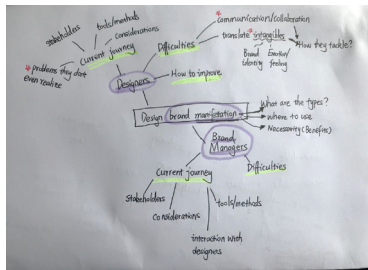 * communication/collaboration
tools/methods
stakeholders
considerations
Difficulties
translate * intangibles
How they tackle?
Current journey
Brand identity
Emotion/
feeling
* problems they dont
even realize
Designers
How to improve
Design brand manifestation
What are the types?
Where to use
Necessarity (Benefits)
Brand
Managers
Current journey
Difficulties
Stakeholders
Considerations
tools/methods
interaction with
designers